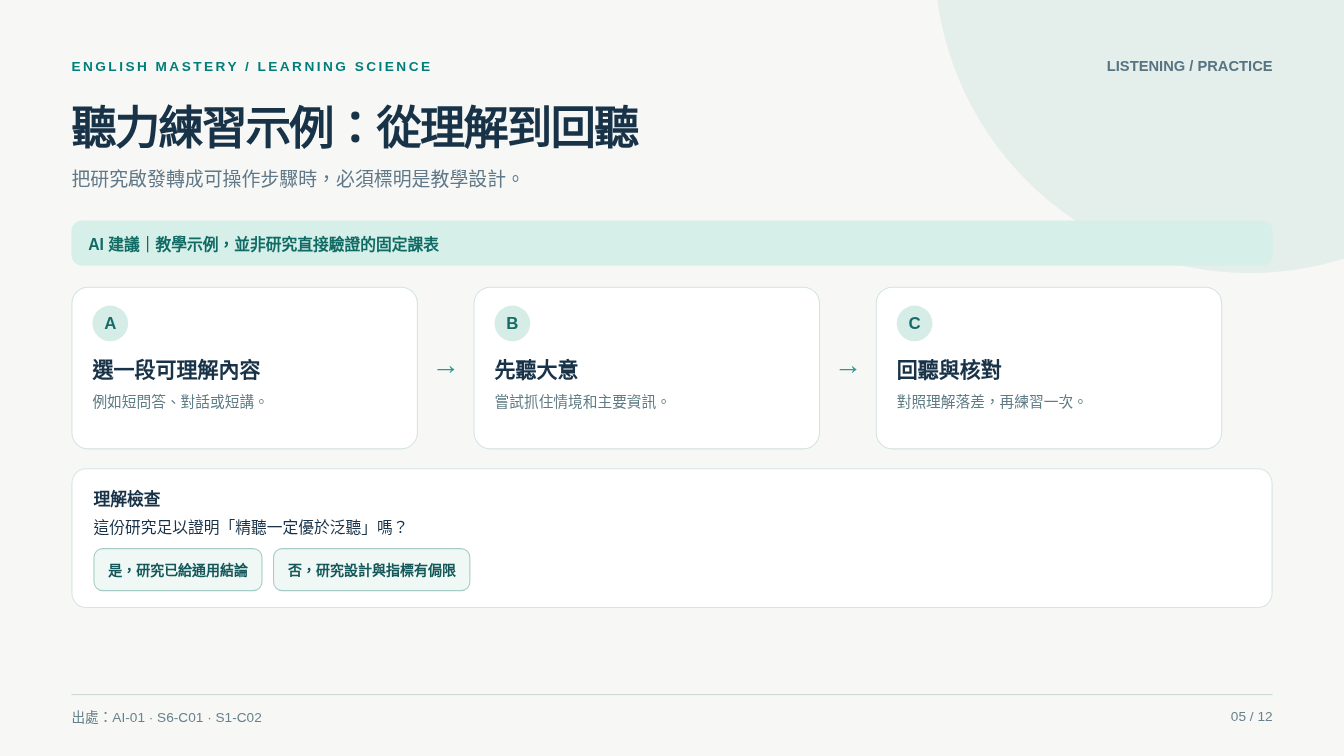 ENGLISH MASTERY / LEARNING SCIENCE
LISTENING / PRACTICE
聽力練習示例：從理解到回聽
把研究啟發轉成可操作步驟時，必須標明是教學設計。
AI 建議｜教學示例，並非研究直接驗證的固定課表
A
選一段可理解內容
例如短問答、對話或短講。
→
B
先聽大意
嘗試抓住情境和主要資訊。
→
C
回聽與核對
對照理解落差，再練習一次。
理解檢查
這份研究足以證明「精聽一定優於泛聽」嗎？
是，研究已給通用結論
否，研究設計與指標有侷限
出處：AI-01 · S6-C01 · S1-C02
05 / 12